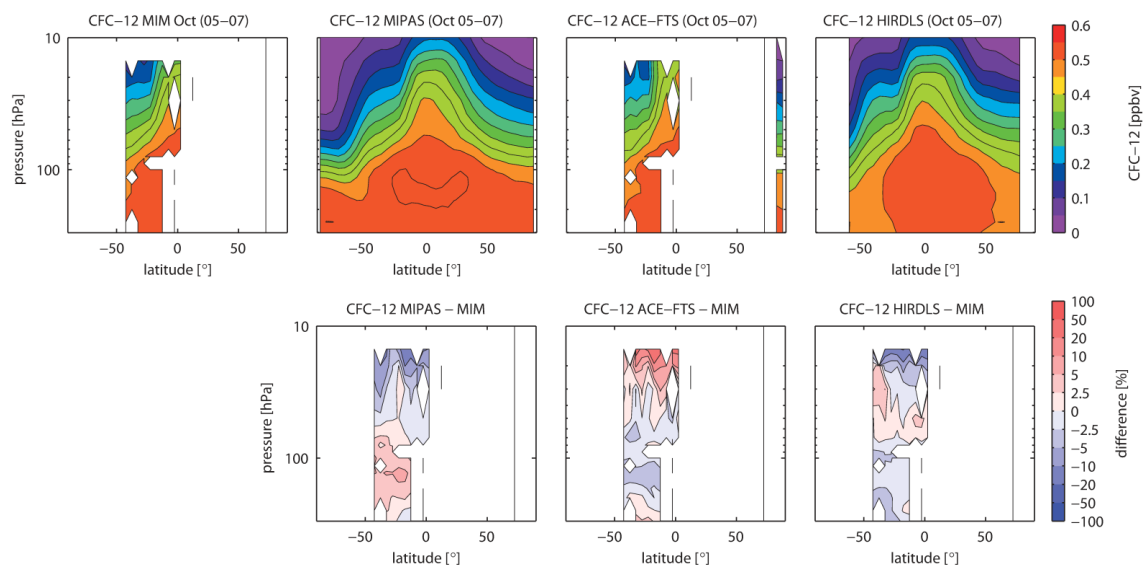 CFC−12 MIM Oct (05−07)
CFC−12 MIPAS (Oct 05−07)
CFC−12 ACE−FTS (Oct 05−07)
CFC−12 HIRDLS (Oct 05−07)
10
100
pressure [hPa]
−50 0 50
latitude [°]
−50 0 50
latitude [°]
−50 0 50
latitude [°]
−50 0 50
latitude [°]
0.6
0.5
0.4
0.3
0.2
0.1
0
CFC−12 [ppbv]
CFC−12 MIPAS − MIM
CFC−12 ACE−FTS − MIM
CFC−12 HIRDLS − MIM
10
100
pressure [hPa]
−50 0 50
latitude [°]
−50 0 50
latitude [°]
−50 0 50
latitude [°]
100
50
20
10
5
2.5
0
−2.5
−5
−10
−20
−50
−100
difference [%]